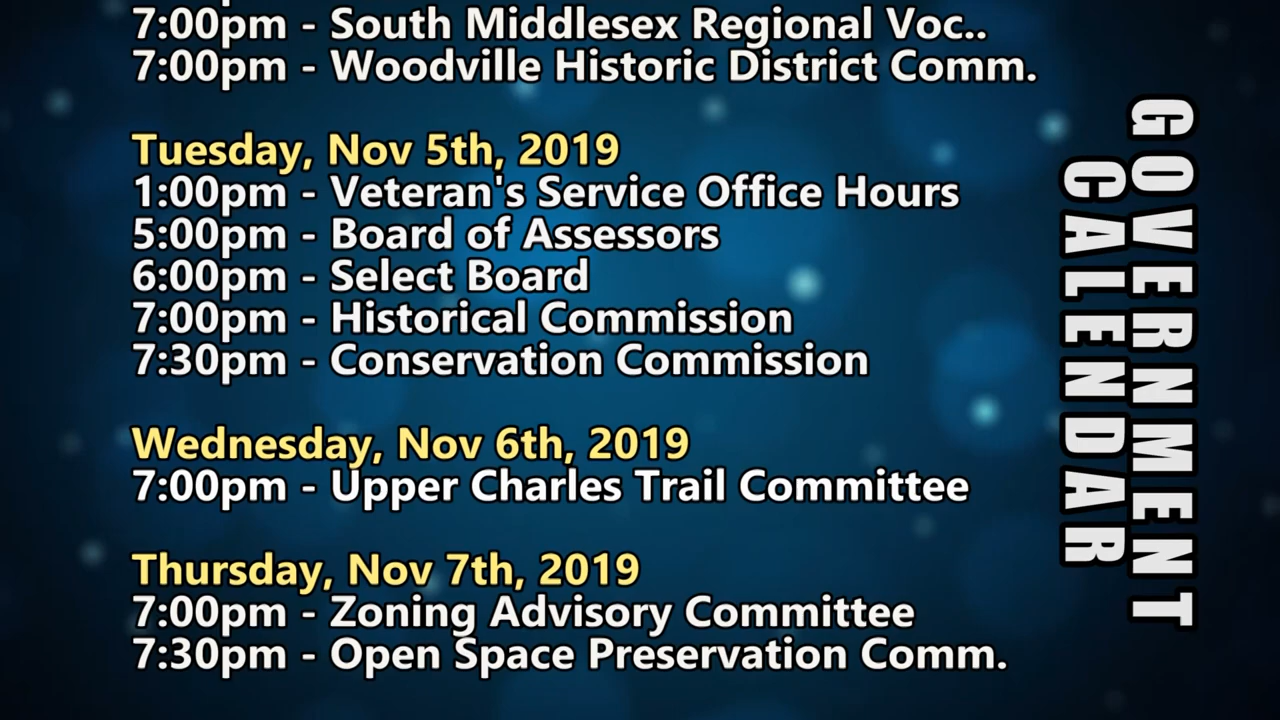 7:00pm - South Middlesex Regional Voc..
7:00pm - Woodville Historic District Comm.
Tuesday, Nov 5th, 2019
1:00pm - Veteran's Service Office Hours
5:00pm - Board of Assessors
6:00pm - Select Board
7:00pm - Historical Commission
7:30pm - Conservation Commission
Wednesday, Nov 6th, 2019
7:00pm - Upper Charles Trail Committee
Thursday, Nov 7th, 2019
7:00pm - Zoning Advisory Committee
7:30pm - Open Space Preservation Comm.
GOVERNMENT
CALENDAR